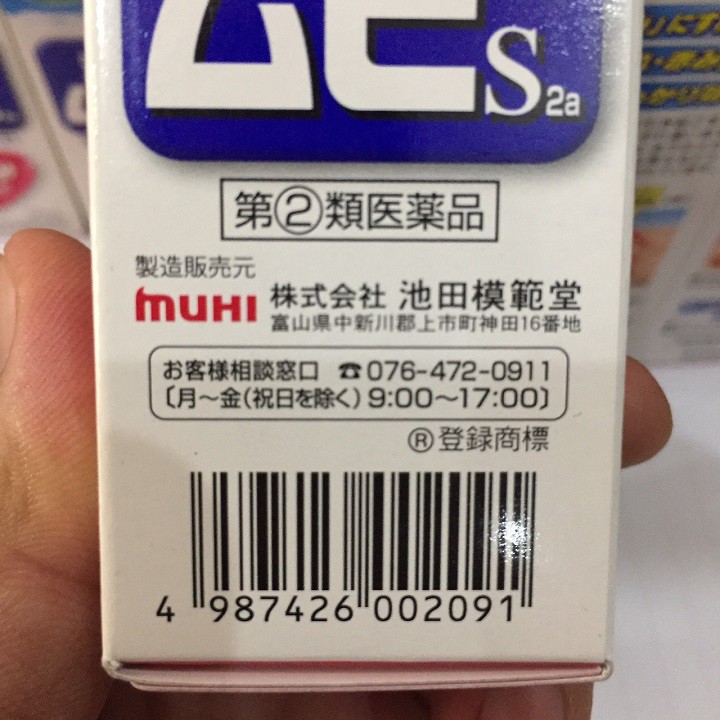 ムヒS2a
第②類医薬品
製造販売元
MUHI 株式会社 池田模範堂
富山県中新川郡上市町神田16番地
お客様相談窓口 ☎076-472-0911
〔月～金(祝日を除く) 9:00～17:00〕
Ⓡ登録商標
4 987426 002091